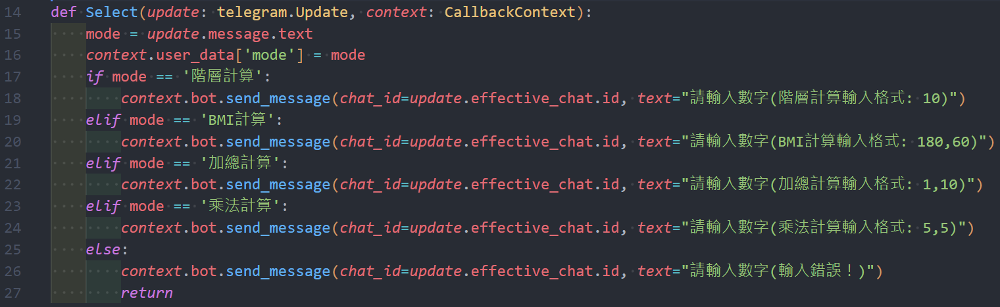 14 def Select(update: telegram.Update, context: CallbackContext):
15     mode = update.message.text
16     context.user_data['mode'] = mode
17     if mode == '階層計算':
18         context.bot.send_message(chat_id=update.effective_chat.id, text="請輸入數字(階層計算輸入格式: 10)")
19     elif mode == 'BMI計算':
20         context.bot.send_message(chat_id=update.effective_chat.id, text="請輸入數字(BMI計算輸入格式: 180,60)")
21     elif mode == '加總計算':
22         context.bot.send_message(chat_id=update.effective_chat.id, text="請輸入數字(加總計算輸入格式: 1,10)")
23     elif mode == '乘法計算':
24         context.bot.send_message(chat_id=update.effective_chat.id, text="請輸入數字(乘法計算輸入格式: 5,5)")
25     else:
26         context.bot.send_message(chat_id=update.effective_chat.id, text="請輸入數字(輸入錯誤！)")
27         return